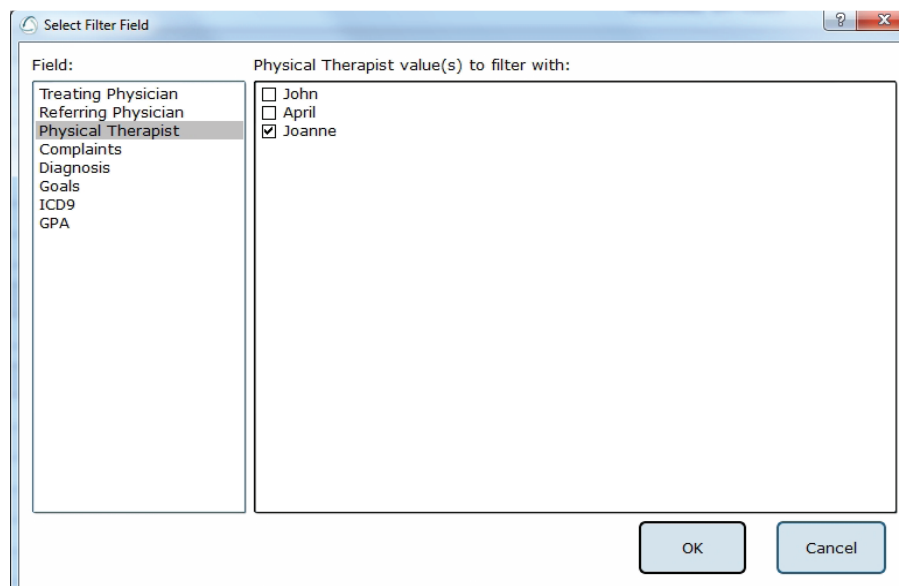 Select Filter Field
Field:
Physical Therapist value(s) to filter with:
Treating Physician
Referring Physician
Physical Therapist
Complaints
Diagnosis
Goals
ICD9
GPA
John
April
Joanne
OK
Cancel